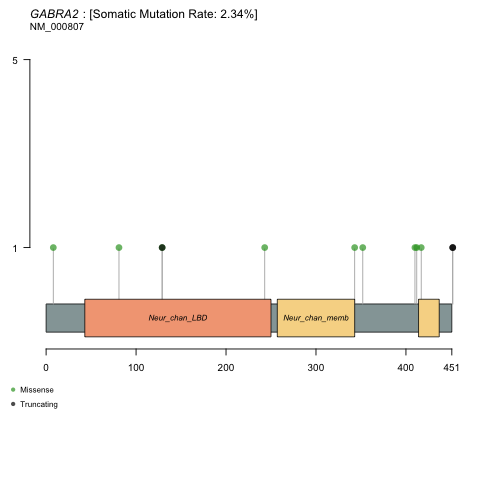 GABRA2 : [Somatic Mutation Rate: 2.34%]
NM_000807
5
1
Neur_chan_LBD
Neur_chan_memb
0 100 200 300 400 451
Missense
Truncating